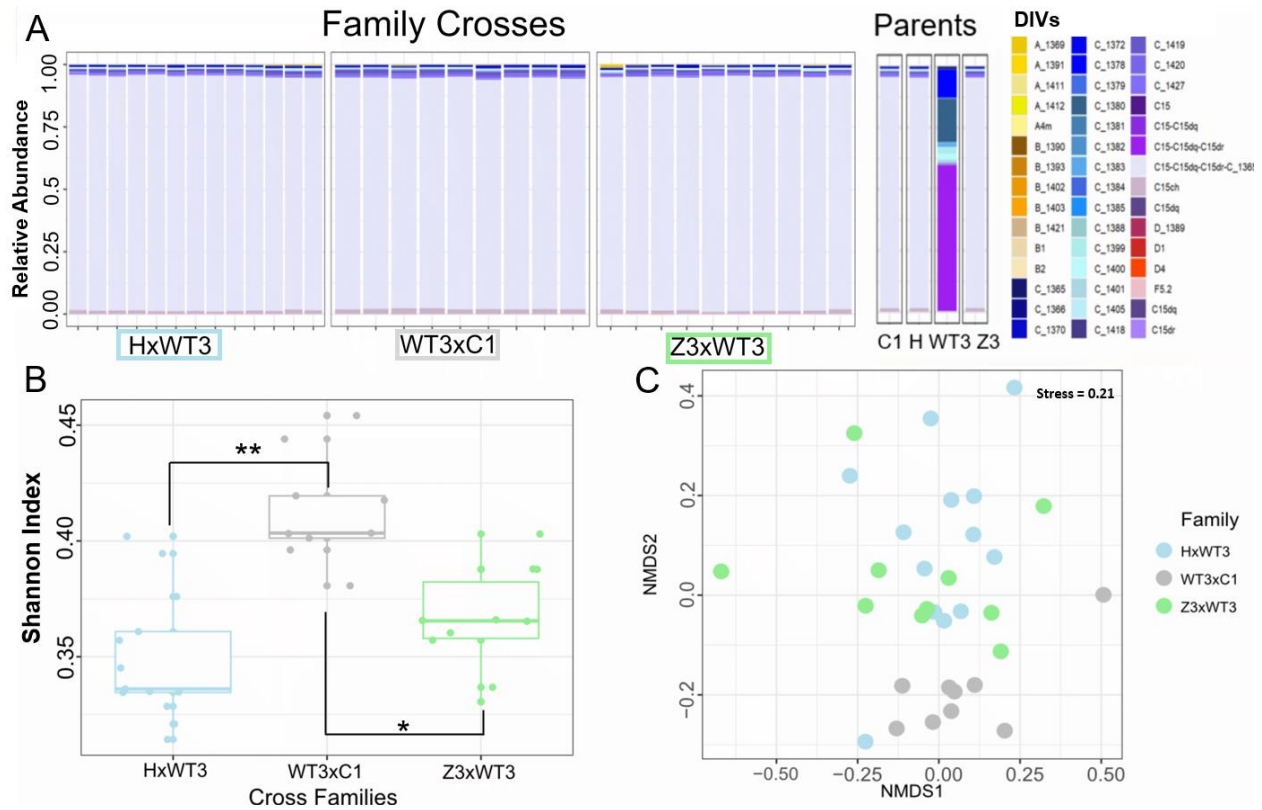 A
Family Crosses
Parents
DIVs
Relative Abundance
1.00
0.75
0.5
0.25
0.00
HxWT3
WT3xC1
Z3xWT3
C1 H WT3 Z3
A_1369
A_1391
A_1411
A_1412
A4m
B_1390
B_1393
B_1402
B_1403
B_1421
B1
B2
C_1365
C_1366
C_1370
C_1372
C_1378
C_1379
C_1380
C_1381
C_1382
C_1383
C_1384
C_1385
C_1388
C_1399
C_1400
C_1401
C_1405
C_1418
C_1419
C_1420
C_1427
C15
C15-C15dq
C15-C15dq-C15dr
C15-C15dq-C15dr-C_1365
C15ch
C15dq
D_1389
D1
D4
F5.2
C15dq
C15dr
B
Shannon Index
0.45
0.40
0.35
**
*
HxWT3
WT3xC1
Z3xWT3
Cross Families
C
Stress = 0.21
NMDS2
0.4
0.2
0.0
−0.2
−0.50
−0.25
0.00
0.25
0.50
NMDS1
Family
HxWT3
WT3xC1
Z3xWT3